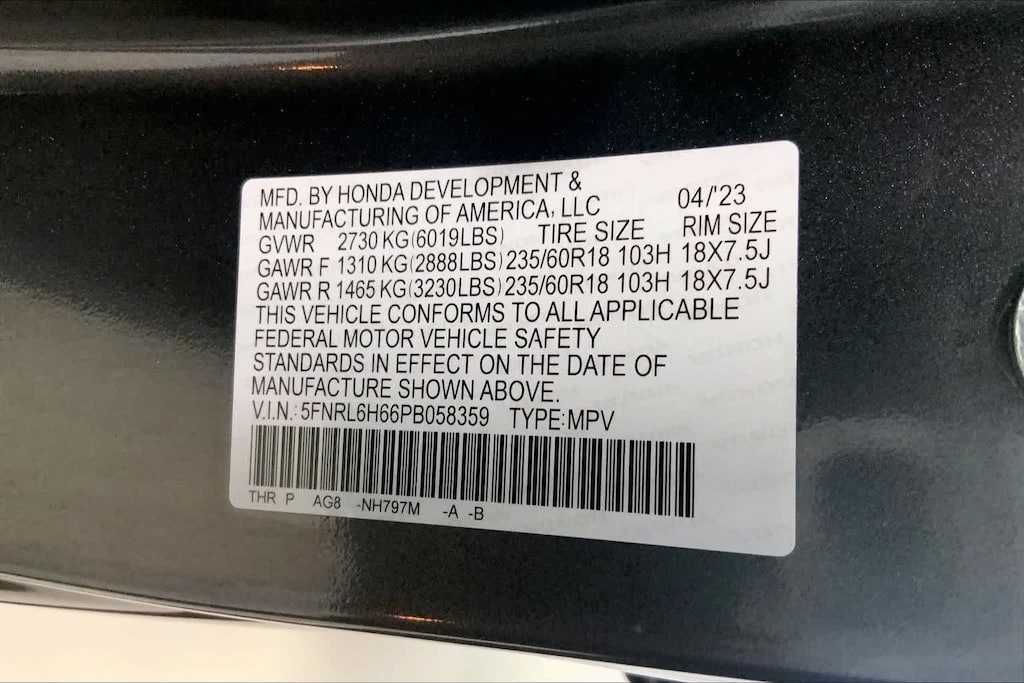 MFD. BY HONDA DEVELOPMENT &
MANUFACTURING OF AMERICA, LLC 04/'23
GVWR 2730 KG(6019LBS) TIRE SIZE RIM SIZE
GAWR F 1310 KG(2888LBS) 235/60R18 103H 18X7.5J
GAWR R 1465 KG(3230LBS) 235/60R18 103H 18X7.5J
THIS VEHICLE CONFORMS TO ALL APPLICABLE
FEDERAL MOTOR VEHICLE SAFETY
STANDARDS IN EFFECT ON THE DATE OF
MANUFACTURE SHOWN ABOVE.
V.I.N.: 5FNRL6H66PB058359 TYPE:MPV
THR P AG8 -NH797M -A -B